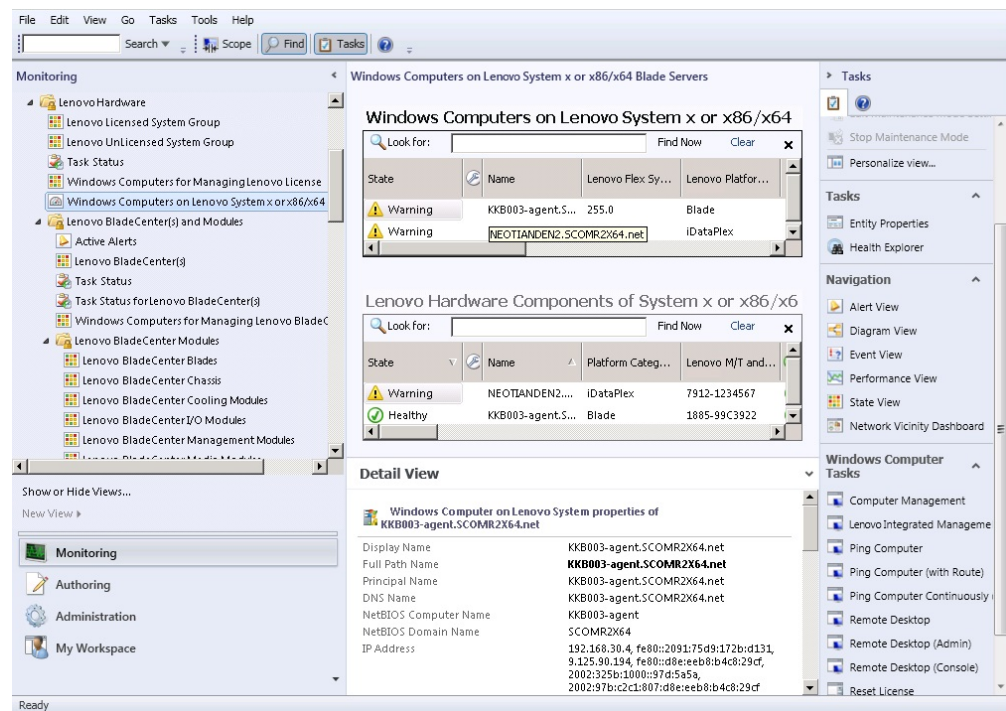 File Edit View Go Tasks Tools Help
Search Scope Find Tasks
Monitoring
Lenovo Hardware
Lenovo Licensed System Group
Lenovo UnLicensed System Group
Task Status
Windows Computers for Managing Lenovo License
Windows Computers on Lenovo System x or x86/x64
Lenovo BladeCenter(s) and Modules
Active Alerts
Lenovo BladeCenter(s)
Task Status
Task Status for Lenovo BladeCenter(s)
Windows Computers for Managing Lenovo BladeC
Lenovo BladeCenter Modules
Lenovo BladeCenter Blades
Lenovo BladeCenter Chassis
Lenovo BladeCenter Cooling Modules
Lenovo BladeCenter I/O Modules
Lenovo BladeCenter Management Modules
Show or Hide Views...
New View
Monitoring
Authoring
Administration
My Workspace
Ready
Windows Computers on Lenovo System x or x86/x64 Blade Servers
Windows Computers on Lenovo System x or x86/x64
Look for: Find Now Clear
State Name Lenovo Flex Sy... Lenovo Platfor...
Warning KKB003-agent.S... 255.0 Blade
Warning NEOTIANDEN2.SCOMR2X64.net iDataPlex
Lenovo Hardware Components of System x or x86/x6
Look for: Find Now Clear
State Name Platform Categ... Lenovo M/T and...
Warning NEOTIANDEN2.... iDataPlex 7912-1234567
Healthy KKB003-agent.S... Blade 1885-99C3922
Detail View
Windows Computer on Lenovo System properties of
KKB003-agent.SCOMR2X64.net
Display Name KKB003-agent.SCOMR2X64.net
Full Path Name KKB003-agent.SCOMR2X64.net
Principal Name KKB003-agent.SCOMR2X64.net
DNS Name KKB003-agent.SCOMR2X64.net
NetBIOS Computer Name KKB003-agent
NetBIOS Domain Name SCOMR2X64
IP Address 192.168.30.4, fe80::2091:75d9:172b:d131,
9.125.90.194, fe80::d8e:eeb8:b4c8:29cf,
2002:325b:1000::97d:5a5a,
2002:97b:c2c1:807:d8e:eeb8:b4c8:29cf
Tasks
Stop Maintenance Mode
Personalize view...
Tasks
Entity Properties
Health Explorer
Navigation
Alert View
Diagram View
Event View
Performance View
State View
Network Vicinity Dashboard
Windows Computer
Tasks
Computer Management
Lenovo Integrated Manageme
Ping Computer
Ping Computer (with Route)
Ping Computer Continuously
Remote Desktop
Remote Desktop (Admin)
Remote Desktop (Console)
Reset License